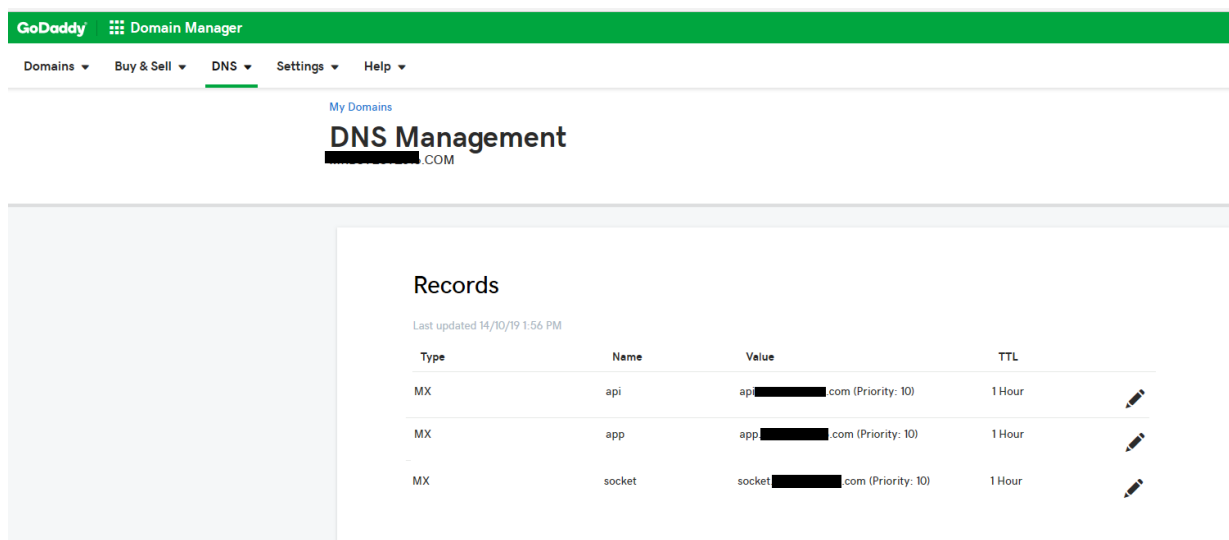 GoDaddy Domain Manager
Domains Buy & Sell DNS Settings Help
My Domains
DNS Management
.COM
Records
Last updated 14/10/19 1:56 PM
Type Name Value TTL
MX api api .com (Priority: 10) 1 Hour
MX app app. .com (Priority: 10) 1 Hour
MX socket socket. .com (Priority: 10) 1 Hour